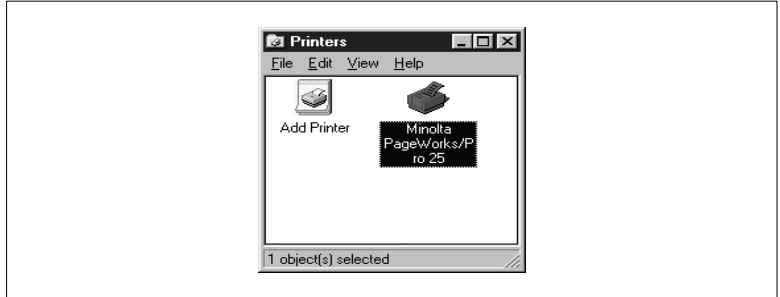 Printers
File Edit View Help
Add Printer
Minolta
PageWorks/P
ro 25
1 object(s) selected